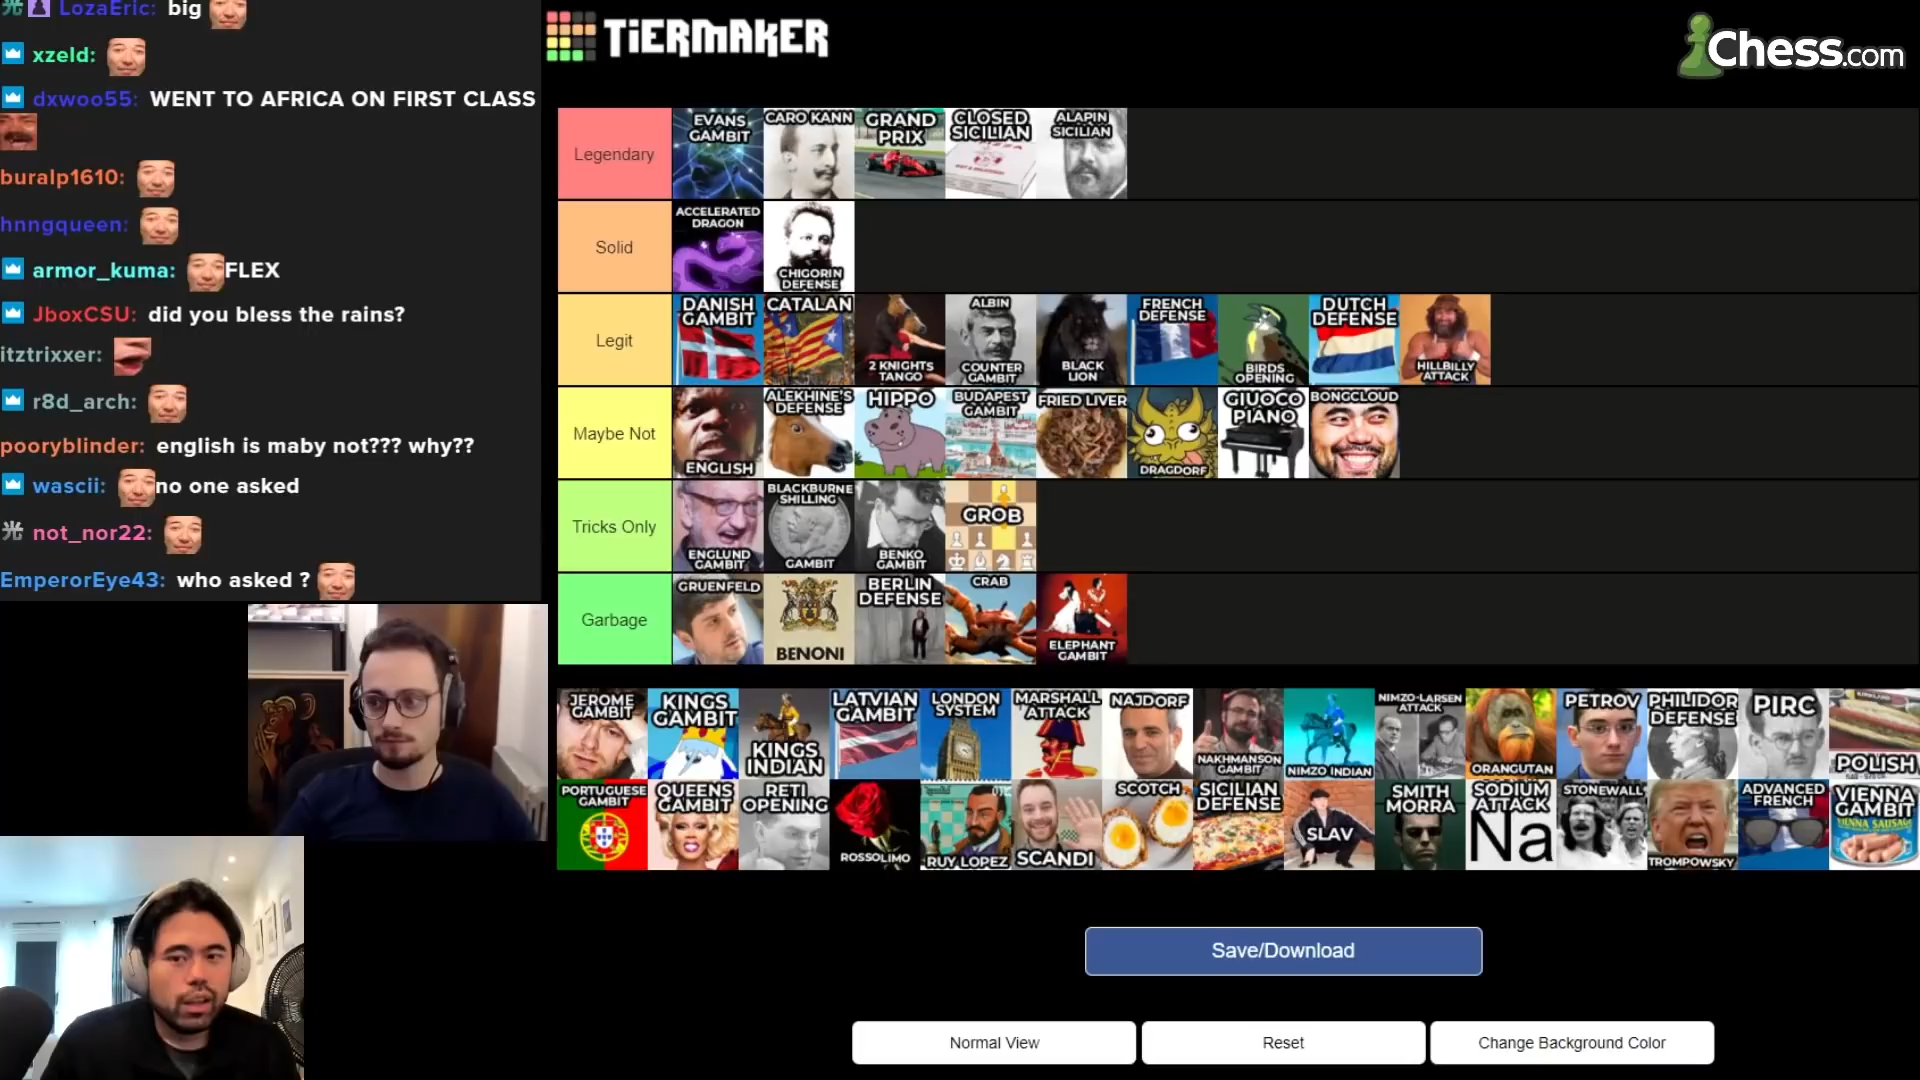 LozaEric: big
xzeld:
dxwoo55: WENT TO AFRICA ON FIRST CLASS
buralp1610:
hnngqueen:
armor_kuma: FLEX
JboxCSU: did you bless the rains?
itztrixxer:
r8d_arch:
pooryblinder: english is maby not??? why??
wascii: no one asked
not_nor22:
EmperorEye43: who asked ?
TiERMAKER
Chess.com
Legendary
EVANS GAMBIT
CARO KANN
GRAND PRIX
CLOSED SICILIAN
ALAPIN SICILIAN
Solid
ACCELERATED DRAGON
CHIGORIN DEFENSE
Legit
DANISH GAMBIT
CATALAN
2 KNIGHTS TANGO
ALBIN COUNTER GAMBIT
BLACK LION
FRENCH DEFENSE
BIRDS OPENING
DUTCH DEFENSE
HILLBILLY ATTACK
Maybe Not
ENGLISH
ALEKHINE'S DEFENSE
HIPPO
BUDAPEST GAMBIT
FRIED LIVER
DRAGDORF
GIUOCO PIANO
BONGCLOUD
Tricks Only
ENGLUND GAMBIT
BLACKBURNE SHILLING GAMBIT
BENKO GAMBIT
GROB
Garbage
GRUENFELD
BENONI
BERLIN DEFENSE
CRAB
ELEPHANT GAMBIT
JEROME GAMBIT
KINGS GAMBIT
KINGS INDIAN
LATVIAN GAMBIT
LONDON SYSTEM
MARSHALL ATTACK
NAJDORF
NAKHMANSON GAMBIT
NIMZO INDIAN
NIMZO-LARSEN ATTACK
ORANGUTAN
PETROV
PHILIDOR DEFENSE
PIRC
POLISH
PORTUGUESE GAMBIT
QUEENS GAMBIT
RETI OPENING
ROSSOLIMO
RUY LOPEZ
SCANDI
SCOTCH
SICILIAN DEFENSE
SLAV
SMITH MORRA
SODIUM ATTACK
Na
STONEWALL
TROMPOWSKY
ADVANCED FRENCH
VIENNA GAMBIT
VIENNA SAUSAGE
Save/Download
Normal View
Reset
Change Background Color